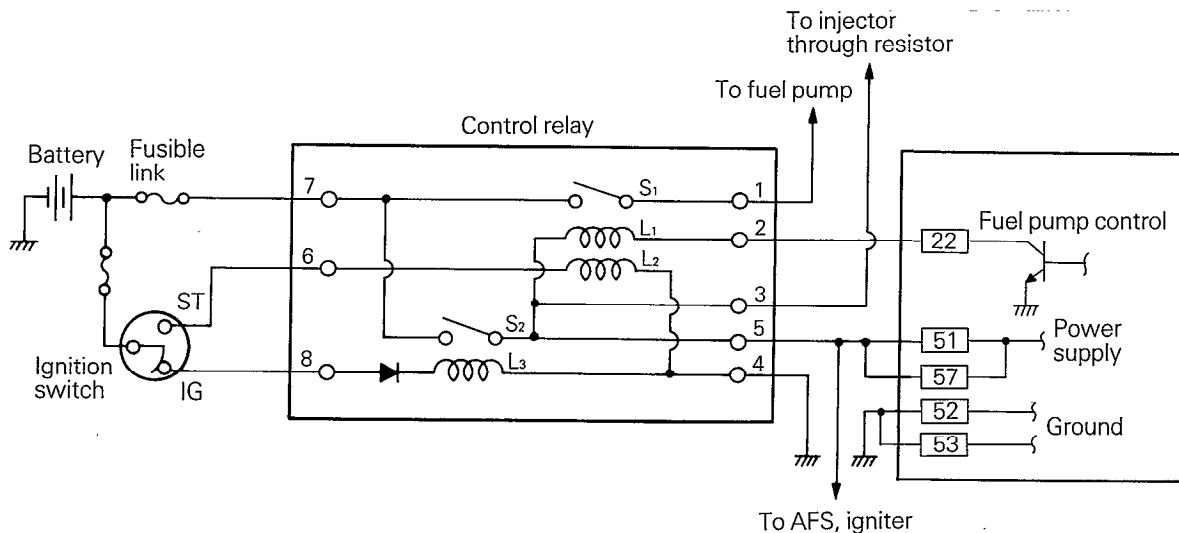 To injector
through resistor
To fuel pump
Control relay
Battery
Fusible
link
7
S1
1
Fuel pump control
L1
2
22
6
L2
ST
3
S2
5
51
Power
supply
Ignition
switch
IG
8
L3
4
57
52
Ground
53
To AFS, igniter